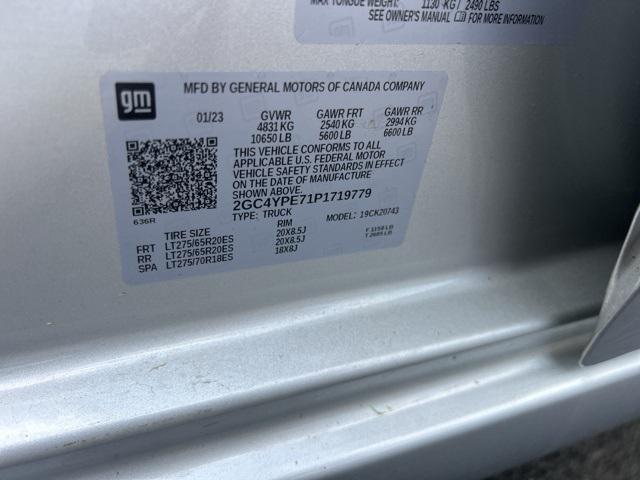 MAX TONGUE WEIGHT: 1130 KG / 2490 LBS
SEE OWNER'S MANUAL FOR MORE INFORMATION
gm
MFD BY GENERAL MOTORS OF CANADA COMPANY
01/23 GVWR GAWR FRT GAWR RR
4831 KG 2540 KG 2994 KG
10650 LB 5600 LB 6600 LB
THIS VEHICLE CONFORMS TO ALL
APPLICABLE U.S. FEDERAL MOTOR
VEHICLE SAFETY STANDARDS IN EFFECT
ON THE DATE OF MANUFACTURE
SHOWN ABOVE.
2GC4YPE71P1719779
TYPE: TRUCK MODEL: 19CK20743
636R
TIRE SIZE RIM F 1158 LB
FRT LT275/65R20ES 20X8.5J T 2685 LB
RR LT275/65R20ES 20X8.5J
SPA LT275/70R18ES 18X8J